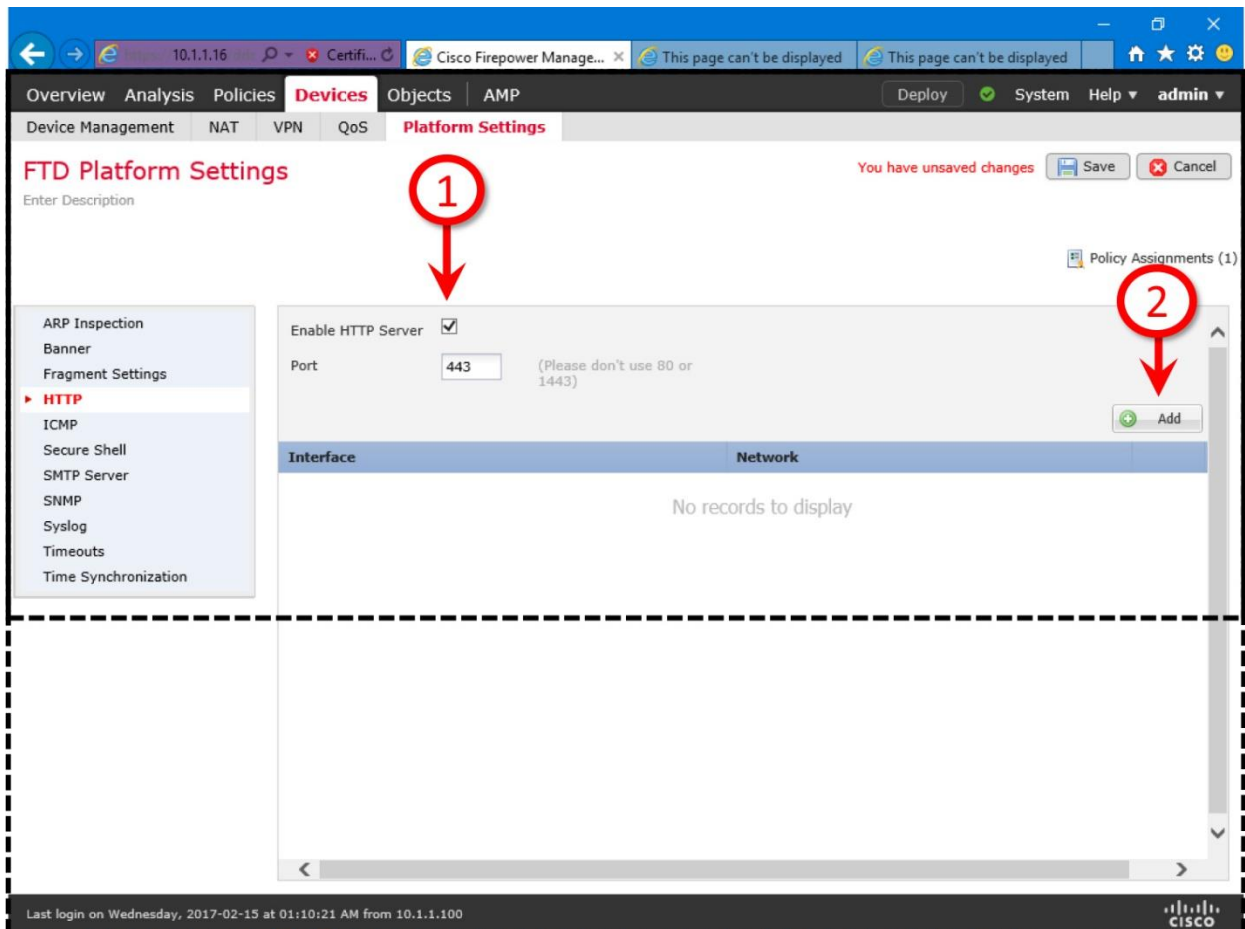 10.1.1.16 Certifi... Cisco Firepower Manage... This page can't be displayed This page can't be displayed
Overview Analysis Policies Devices Objects AMP Deploy System Help admin
Device Management NAT VPN QoS Platform Settings
FTD Platform Settings
You have unsaved changes Save Cancel
Enter Description
1
Policy Assignments (1)
2
ARP Inspection
Banner
Fragment Settings
HTTP
ICMP
Secure Shell
SMTP Server
SNMP
Syslog
Timeouts
Time Synchronization
Enable HTTP Server
Port 443 (Please don't use 80 or
1443)
Add
Interface Network
No records to display
Last login on Wednesday, 2017-02-15 at 01:10:21 AM from 10.1.1.100
CISCO